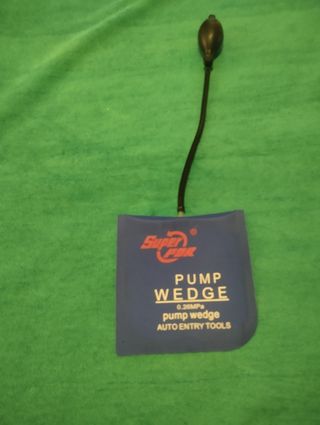 Super ®
PDR
PUMP
WEDGE
0.26MPa
pump wedge
AUTO ENTRY TOOLS